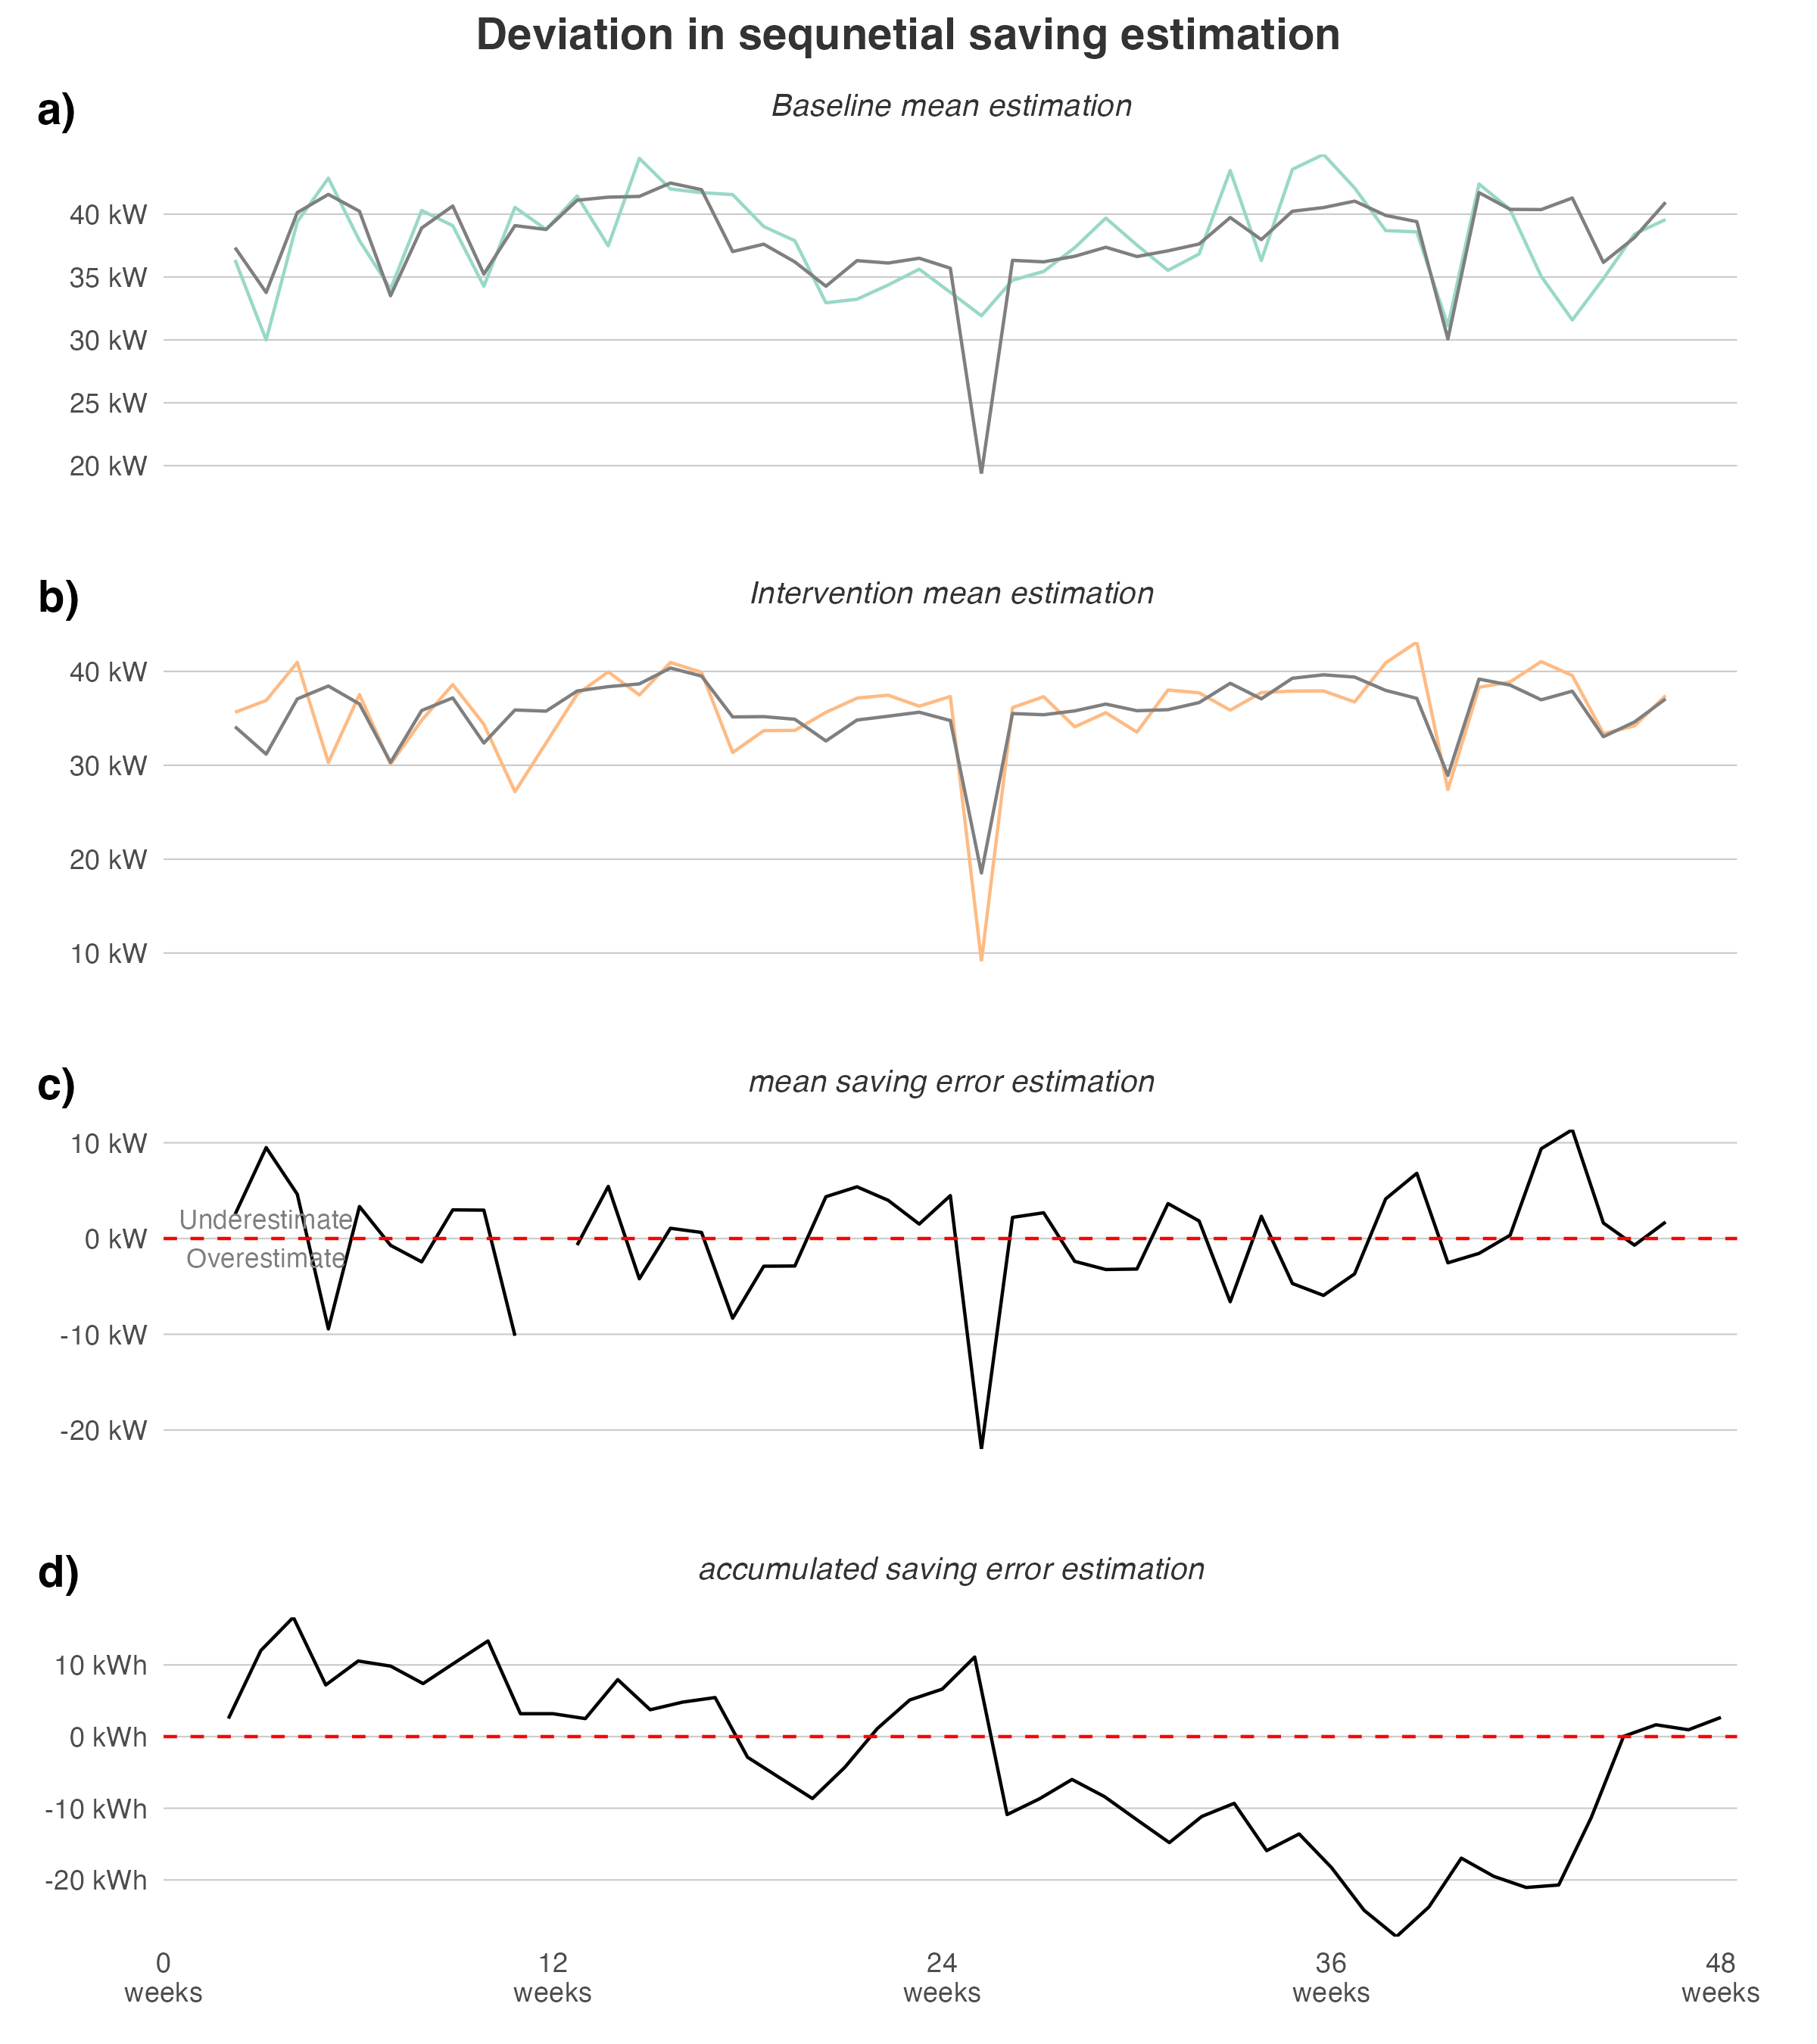 Deviation in sequnetial saving estimation
a)
Baseline mean estimation
40 kW
35 kW
30 kW
25 kW
20 kW
b)
Intervention mean estimation
40 kW
30 kW
20 kW
10 kW
c)
mean saving error estimation
10 kW
Underestimate
0 kW
Overestimate
-10 kW
-20 kW
d)
accumulated saving error estimation
10 kWh
0 kWh
-10 kWh
-20 kWh
0 12 24 36 48
weeks weeks weeks weeks weeks